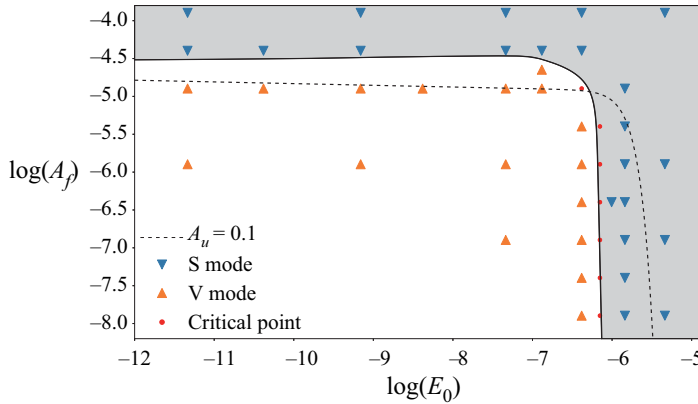 −4.0
−4.5
−5.0
−5.5
log(A_f)
−6.0
−6.5
−7.0
−7.5
−8.0
A_u = 0.1
S mode
V mode
Critical point
−12 −11 −10 −9 −8 −7 −6 −5
log(E_0)